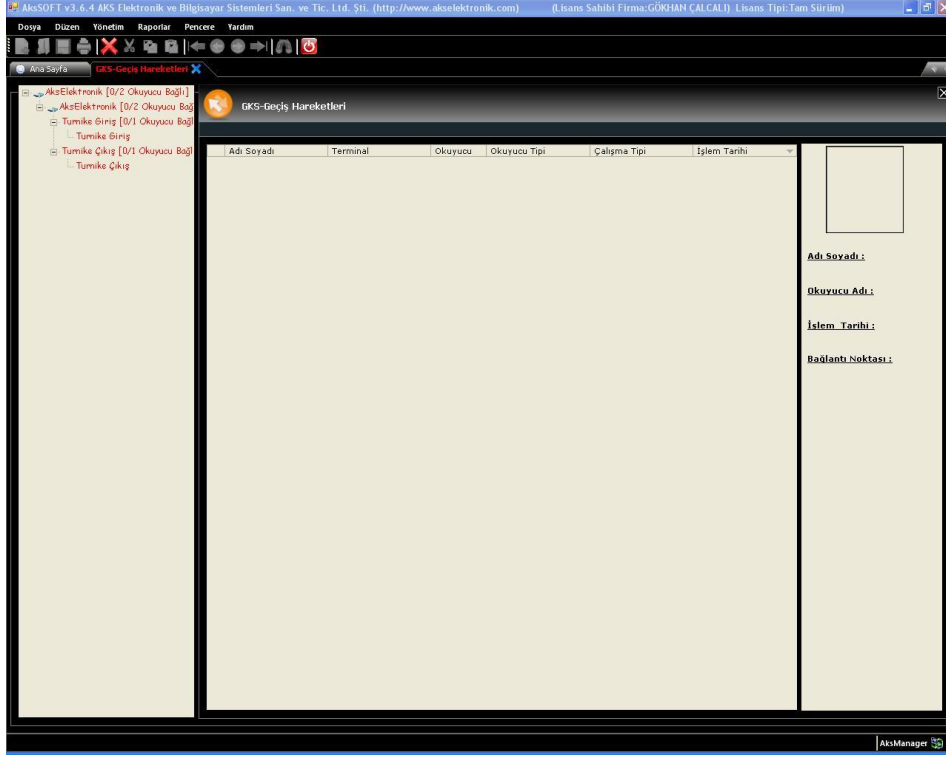 AksSOFT v3.6.4 AKS Elektronik ve Bilgisayar Sistemleri San. ve Tic. Ltd. Şti. (http://www.akselektronik.com) (Lisans Sahibi Firma:GÖKHAN ÇALCALI) Lisans Tipi:Tam Sürüm)
Dosya Düzen Yönetim Raporlar Pencere Yardım
Ana Sayfa GKS-Geçiş Hareketleri
AksElektronik [0/2 Okuyucu Bağlı]
AksElektronik [0/2 Okuyucu Bağ
Turnike Giriş [0/1 Okuyucu Bağl
Turnike Giriş
Turnike Çıkış [0/1 Okuyucu Bağl
Turnike Çıkış
GKS-Geçiş Hareketleri
Adı Soyadı Terminal Okuyucu Okuyucu Tipi Çalışma Tipi İşlem Tarihi
Adı Soyadı :
Okuyucu Adı :
İşlem Tarihi :
Bağlantı Noktası :
AksManager